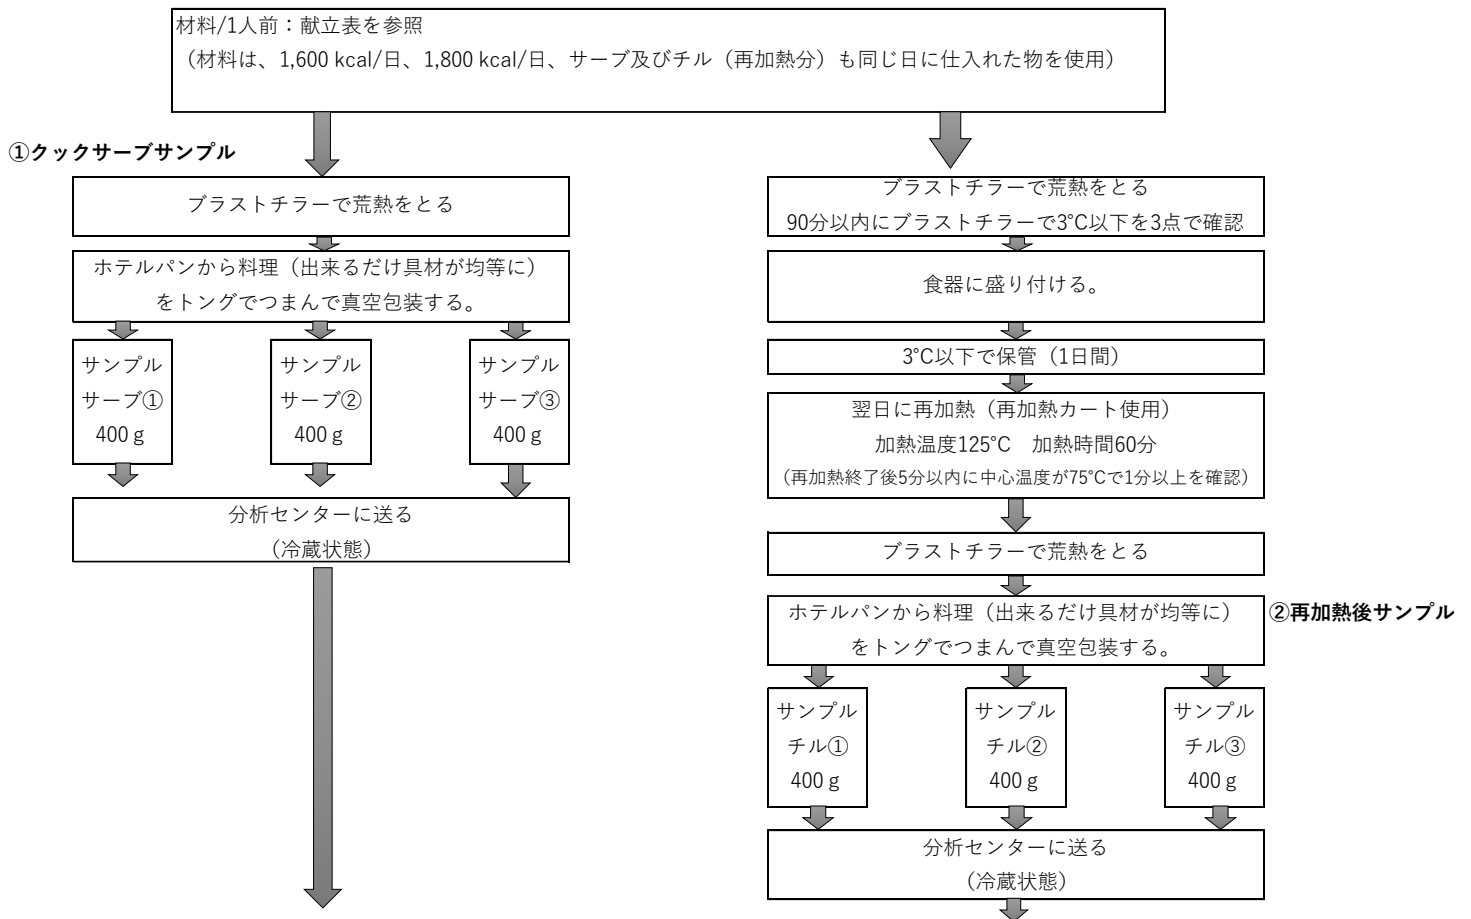 材料/1人前：献立表を参照
（材料は、1,600 kcal/日、1,800 kcal/日、サーブ及びチル（再加熱分）も同じ日に仕入れた物を使用）
①クックサーブサンプル
ブラストチラーで荒熱をとる
ホテルパンから料理（出来るだけ具材が均等に）
をトングでつまんで真空包装する。
サンプル
サーブ①
400ｇ
サンプル
サーブ②
400ｇ
サンプル
サーブ③
400ｇ
分析センターに送る
（冷蔵状態）
ブラストチラーで荒熱をとる
90分以内にブラストチラーで3℃以下を3点で確認
食器に盛り付ける。
3℃以下で保管（1日間）
翌日に再加熱（再加熱カート使用）
加熱温度125℃　加熱時間60分
（再加熱終了後5分以内に中心温度が75℃で1分以上を確認）
ブラストチラーで荒熱をとる
ホテルパンから料理（出来るだけ具材が均等に）
をトングでつまんで真空包装する。
②再加熱後サンプル
サンプル
チル①
400ｇ
サンプル
チル②
400ｇ
サンプル
チル③
400ｇ
分析センターに送る
（冷蔵状態）